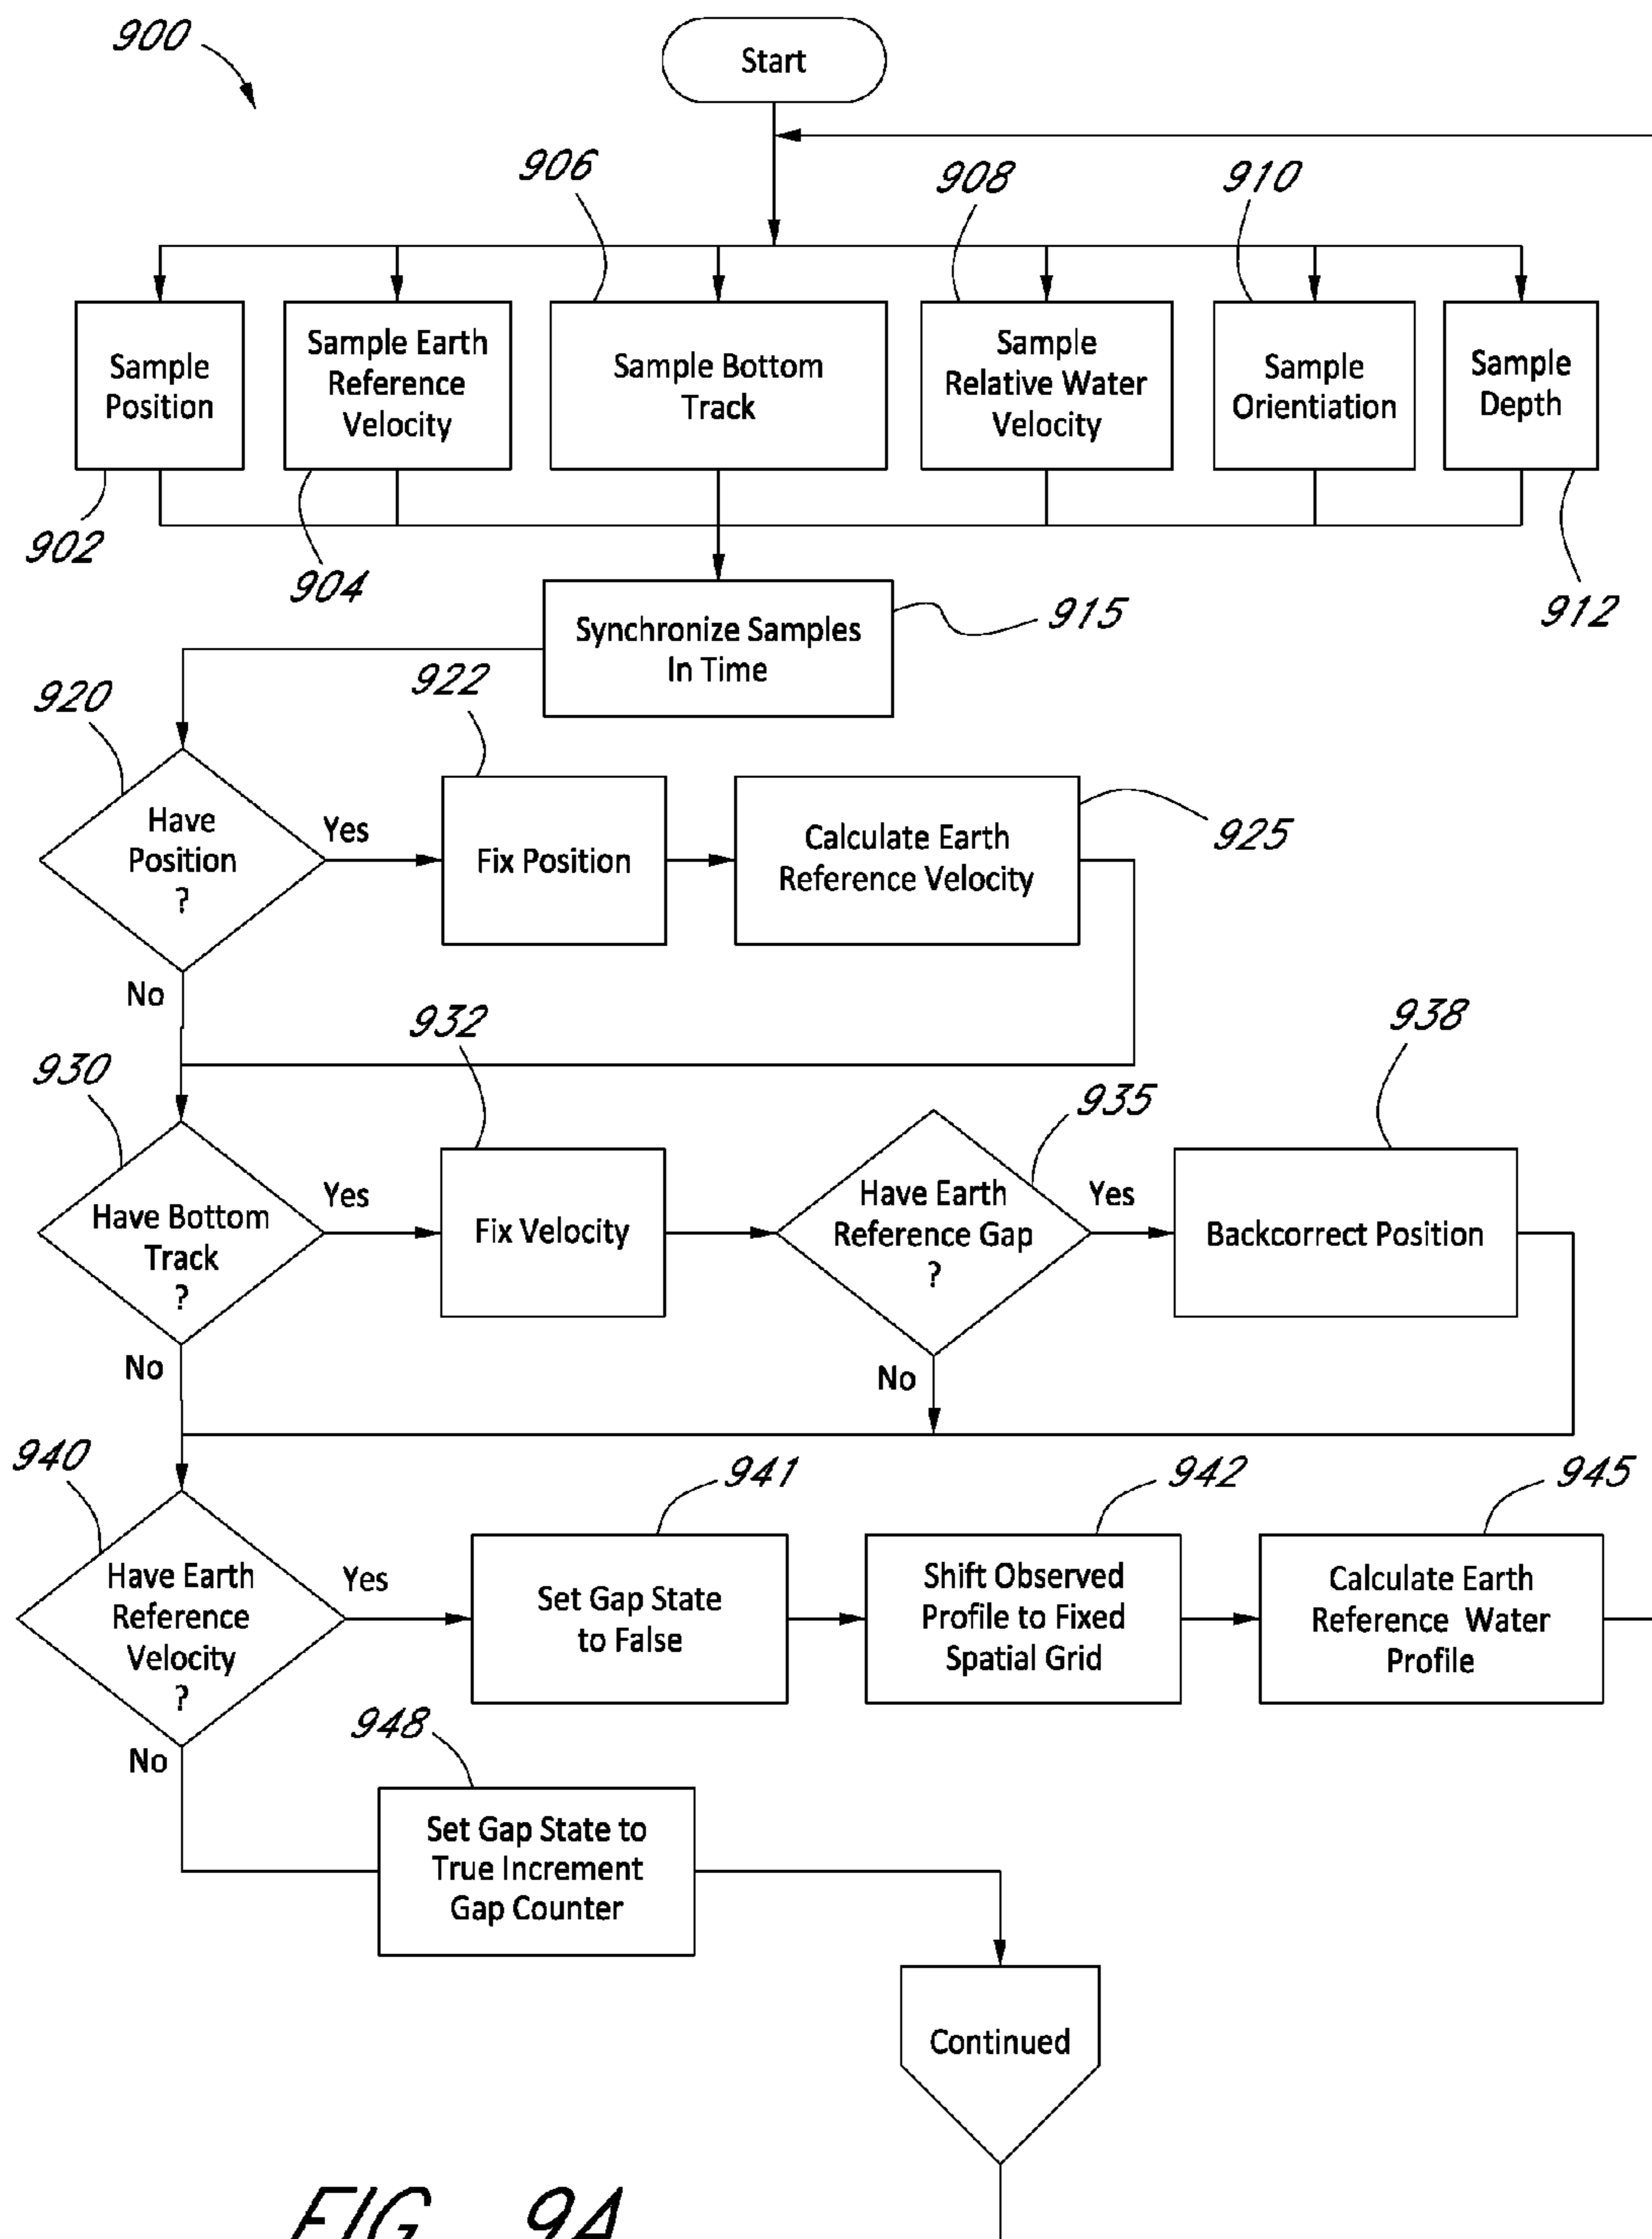 900
Start
906
908
910
Sample
Position
Sample Earth
Reference
Velocity
Sample Bottom
Track
Sample
Relative Water
Velocity
Sample
Orientiation
Sample
Depth
902
904
912
Synchronize Samples
In Time
915
920
922
Have
Position
?
Yes
Fix Position
Calculate Earth
Reference Velocity
925
No
930
932
935
938
Have Bottom
Track
?
Yes
Fix Velocity
Have Earth
Reference Gap
?
Yes
Backcorrect Position
No
No
940
941
942
945
Have Earth
Reference
Velocity
?
Yes
Set Gap State
to False
Shift Observed
Profile to Fixed
Spatial Grid
Calculate Earth
Reference Water
Profile
No
948
Set Gap State to
True Increment
Gap Counter
Continued
FIG. 9A